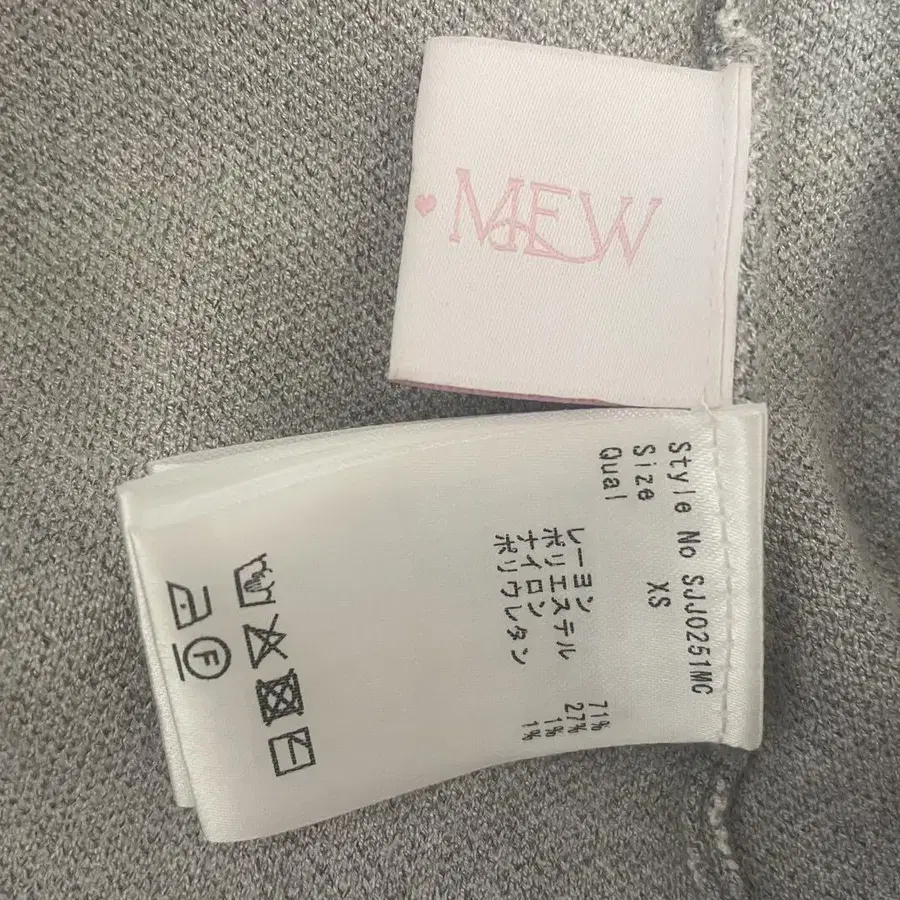 MEW
Style No SJJ0251MC
Size XS
Qual
レーヨン 71%
ポリエステル 27%
ナイロン 1%
ポリウレタン 1%
F